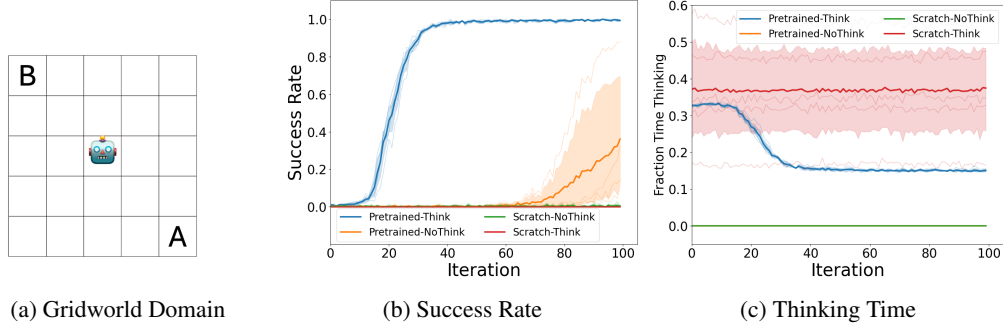 B
A
(a) Gridworld Domain
Success Rate
1.0
0.8
0.6
0.4
0.2
0.0
Pretrained-Think
Pretrained-NoThink
Scratch-NoThink
Scratch-Think
0 20 40 60 80 100
Iteration
(b) Success Rate
Fraction Time Thinking
0.6
0.5
0.4
0.3
0.2
0.1
0.0
Pretrained-Think
Pretrained-NoThink
Scratch-NoThink
Scratch-Think
0 20 40 60 80 100
Iteration
(c) Thinking Time